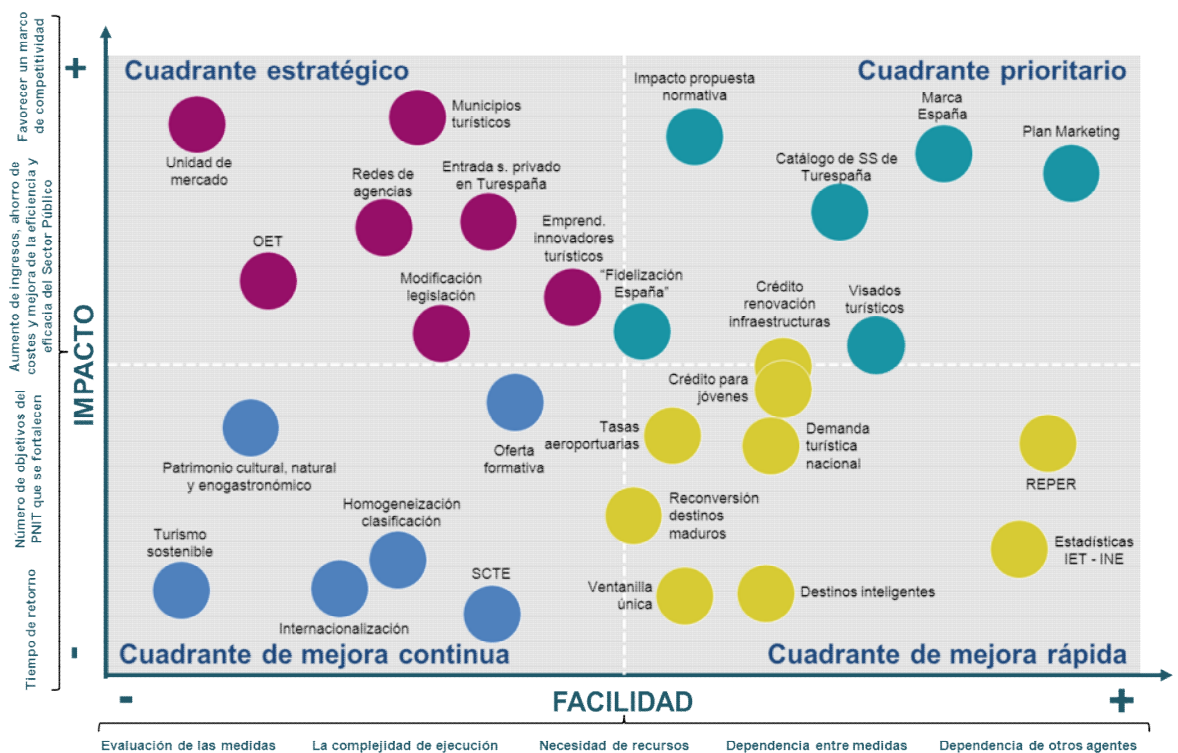 Favorecer un marco
de competitividad
Aumento de ingresos, ahorro de
costes y mejora de la eficiencia y
eficacia del Sector Público
Número de objetivos del
PNIT que se fortalecen
Tiempo de retorno
+
IMPACTO
-
Cuadrante estratégico
Cuadrante prioritario
Unidad de
mercado
Municipios
turísticos
Redes de
agencias
Entrada s. privado
en Turespaña
OET
Modificación
legislación
Emprend.
innovadores
turísticos
Impacto propuesta
normativa
Marca
España
Plan Marketing
Catálogo de SS de
Turespaña
"Fidelización
España"
Crédito
renovación
infraestructuras
Visados
turísticos
Patrimonio cultural, natural
y enogastronómico
Oferta
formativa
Homogeneización
clasificación
Turismo
sostenible
Internacionalización
SCTE
Crédito para
jóvenes
Tasas
aeroportuarias
Demanda
turística
nacional
REPER
Reconversión
destinos
maduros
Estadísticas
IET - INE
Ventanilla
única
Destinos inteligentes
Cuadrante de mejora continua
Cuadrante de mejora rápida
-
FACILIDAD
+
Evaluación de las medidas
La complejidad de ejecución
Necesidad de recursos
Dependencia entre medidas
Dependencia de otros agentes